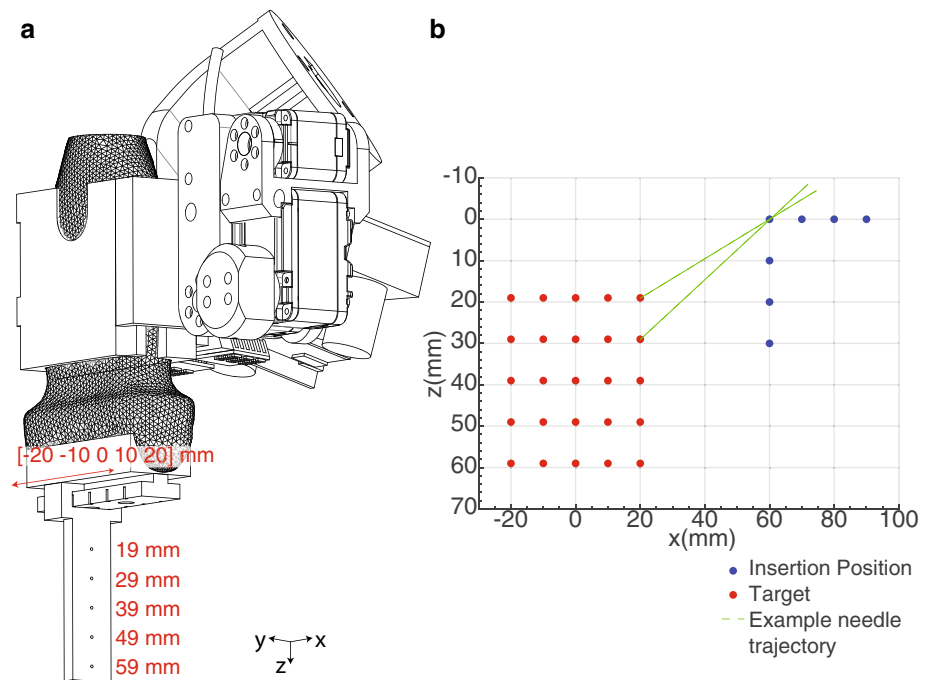 a
b
[-20 -10 0 10 20] mm
19 mm
29 mm
39 mm
49 mm
59 mm
y
x
z
-10
0
10
20
30
40
50
60
70
z(mm)
-20
0
20
40
60
80
100
x(mm)
Insertion Position
Target
Example needle
trajectory